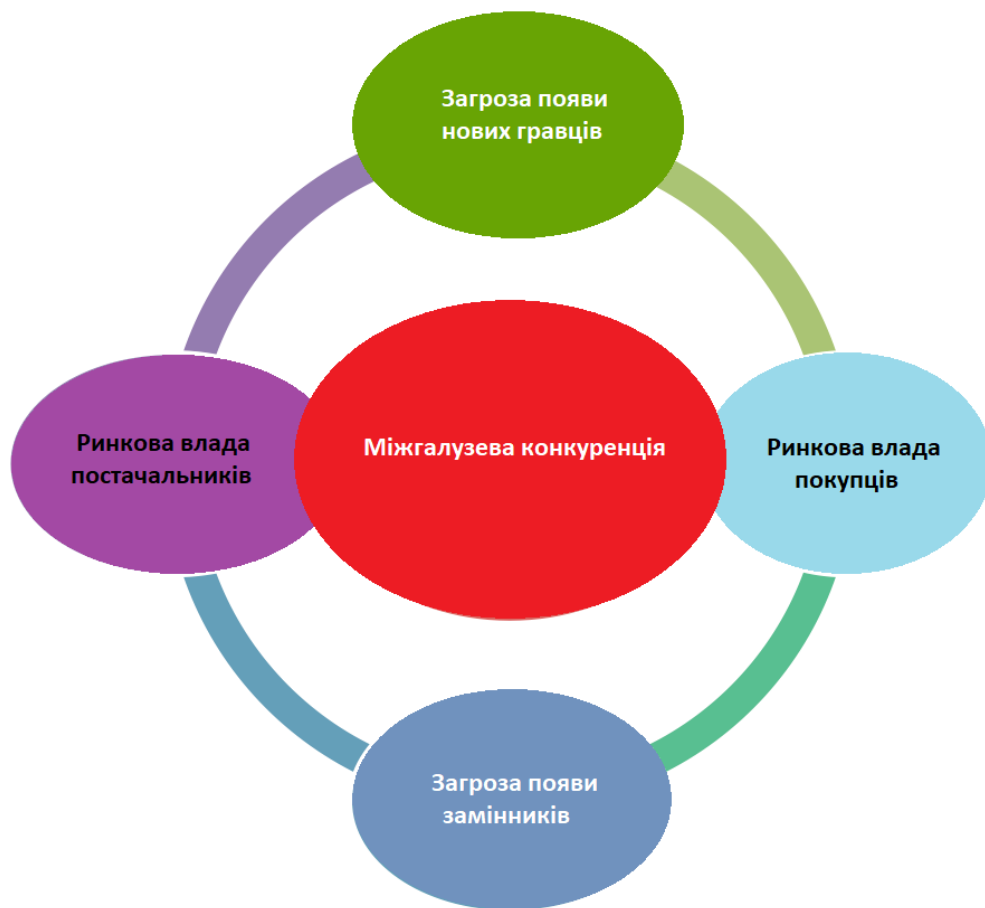 Загроза появи
нових гравців
Ринкова влада
постачальників
Міжгалузева конкуренція
Ринкова влада
покупців
Загроза появи
замінників